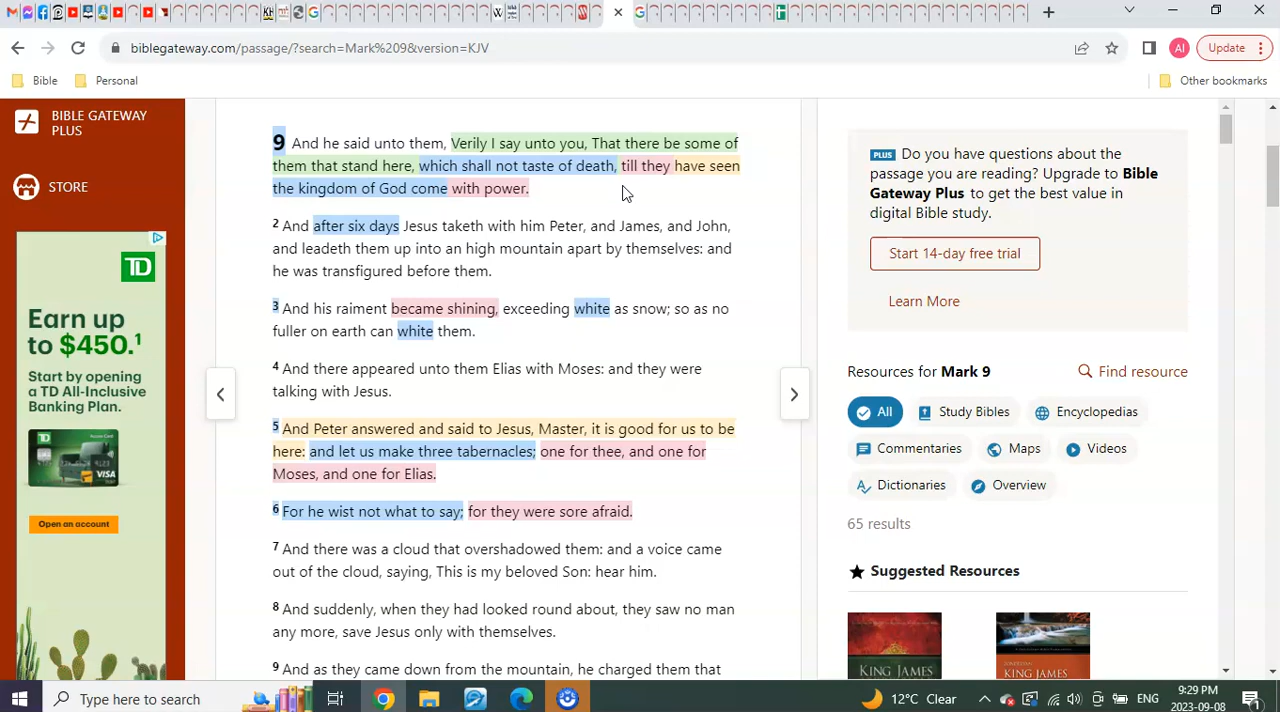 biblegateway.com/passage/?search=Mark%209&version=KJV
AI
Update
Bible
Personal
Other bookmarks
BIBLE GATEWAY
PLUS
STORE
TD
Earn up
to $450.1
Start by opening
a TD All-Inclusive
Banking Plan.
TD
VISA
Open an account
9 And he said unto them, Verily I say unto you, That there be some of
them that stand here, which shall not taste of death, till they have seen
the kingdom of God come with power.
2 And after six days Jesus taketh with him Peter, and James, and John,
and leadeth them up into an high mountain apart by themselves: and
he was transfigured before them.
3 And his raiment became shining, exceeding white as snow; so as no
fuller on earth can white them.
4 And there appeared unto them Elias with Moses: and they were
talking with Jesus.
5 And Peter answered and said to Jesus, Master, it is good for us to be
here: and let us make three tabernacles; one for thee, and one for
Moses, and one for Elias.
6 For he wist not what to say; for they were sore afraid.
7 And there was a cloud that overshadowed them: and a voice came
out of the cloud, saying, This is my beloved Son: hear him.
8 And suddenly, when they had looked round about, they saw no man
any more, save Jesus only with themselves.
9 And as they came down from the mountain, he charged them that
PLUS Do you have questions about the
passage you are reading? Upgrade to Bible
Gateway Plus to get the best value in
digital Bible study.
Start 14-day free trial
Learn More
Resources for Mark 9
Find resource
All
Study Bibles
Encyclopedias
Commentaries
Maps
Videos
Dictionaries
Overview
65 results
Suggested Resources
KING JAMES
KING JAMES
Type here to search
12°C Clear
ENG
9:29 PM
2023-09-08